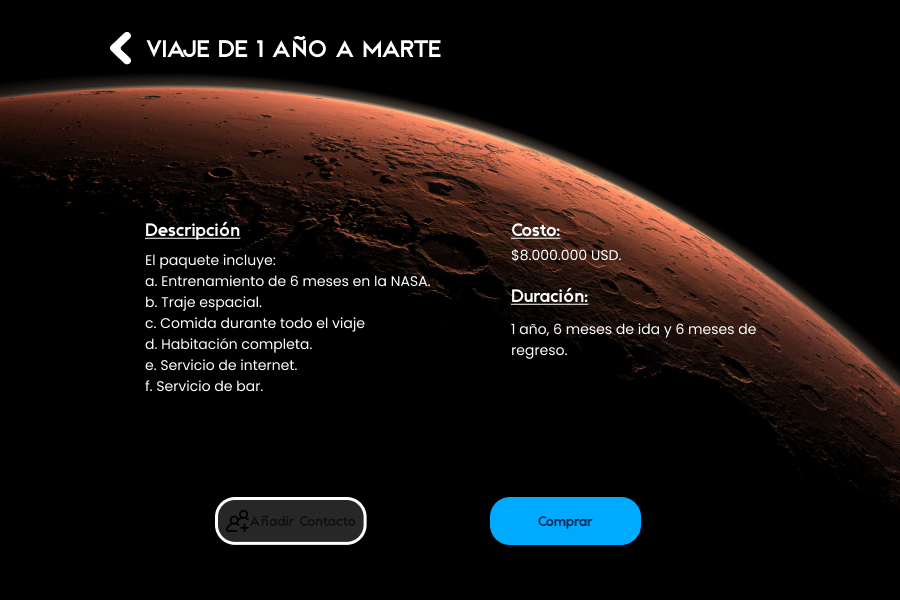 VIAJE DE 1 AÑO A MARTE
Descripción
El paquete incluye:
a. Entrenamiento de 6 meses en la NASA.
b. Traje espacial.
c. Comida durante todo el viaje
d. Habitación completa.
e. Servicio de internet.
f. Servicio de bar.
Costo:
$8.000.000 USD.
Duración:
1 año, 6 meses de ida y 6 meses de
regreso.
Añadir Contacto
Comprar